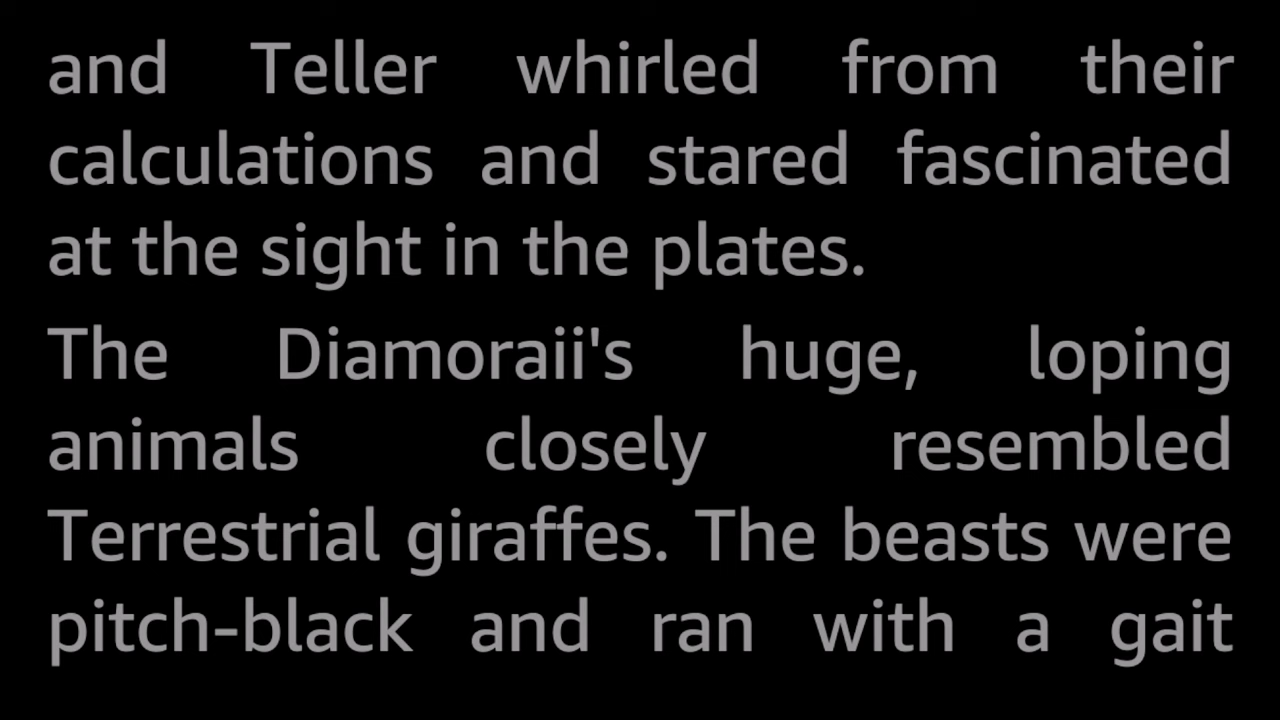 and Teller whirled from their
calculations and stared fascinated
at the sight in the plates.
The Diamoraii's huge, loping
animals closely resembled
Terrestrial giraffes. The beasts were
pitch-black and ran with a gait